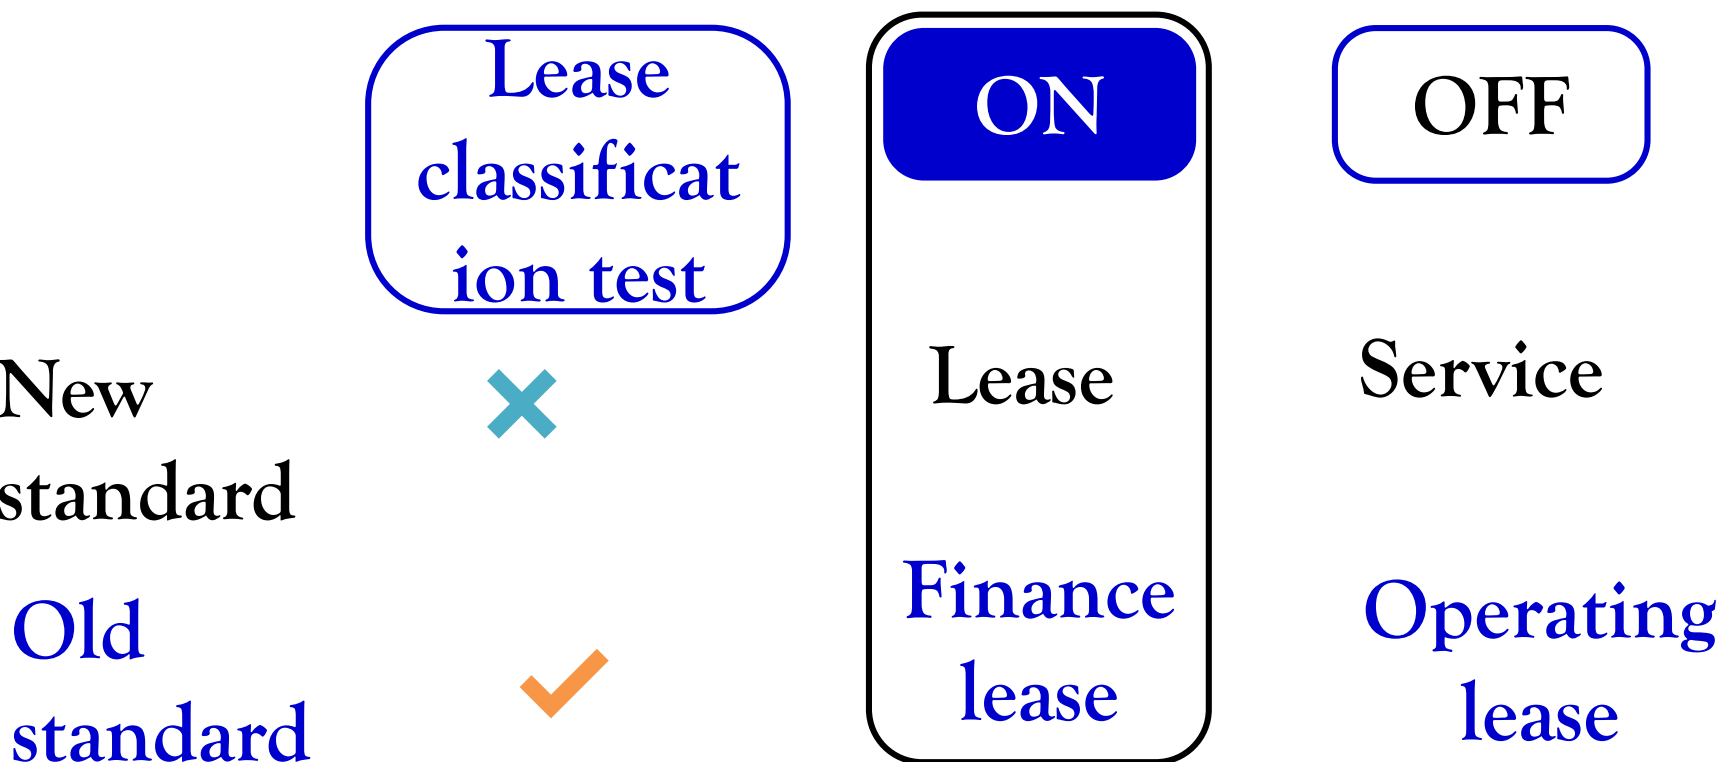 Lease
classificat
ion test
ON
OFF
New
standard
Lease
Service
Old
standard
Finance
lease
Operating
lease